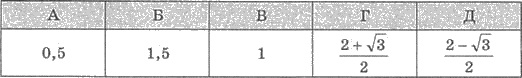 А Б В Г Д
0,5 1,5 1 (2 + √3)/2 (2 − √3)/2